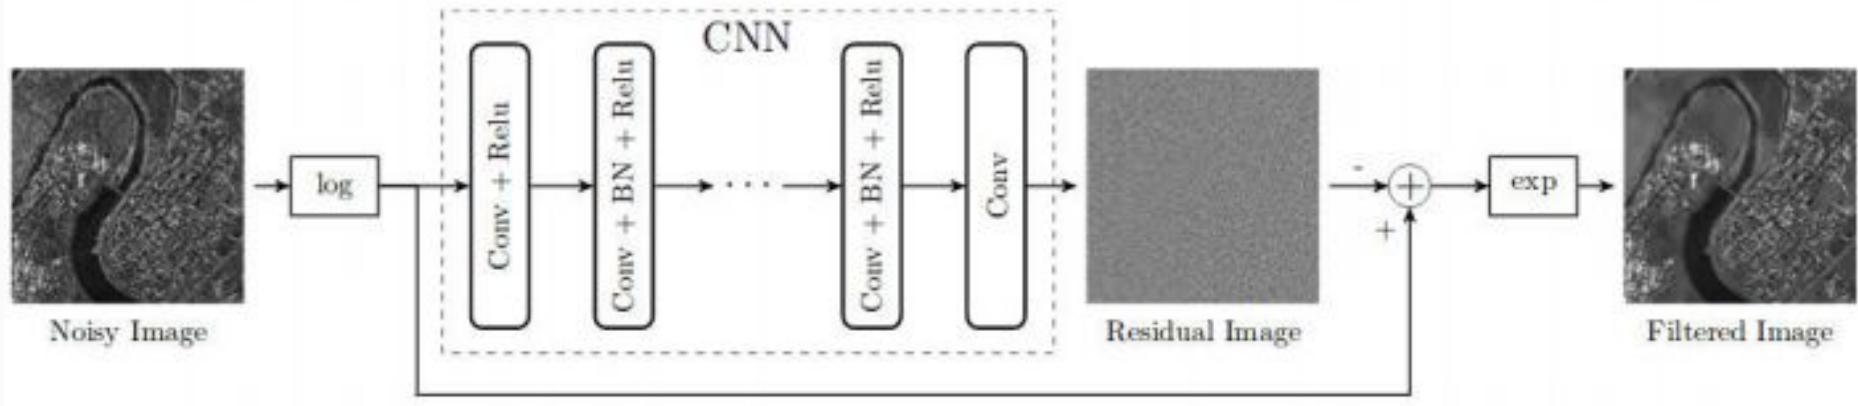 CNN
log
Conv + Relu
Conv + BN + Relu
· · ·
Conv + BN + Relu
Conv
-
+
+
exp
Noisy Image
Residual Image
Filtered Image